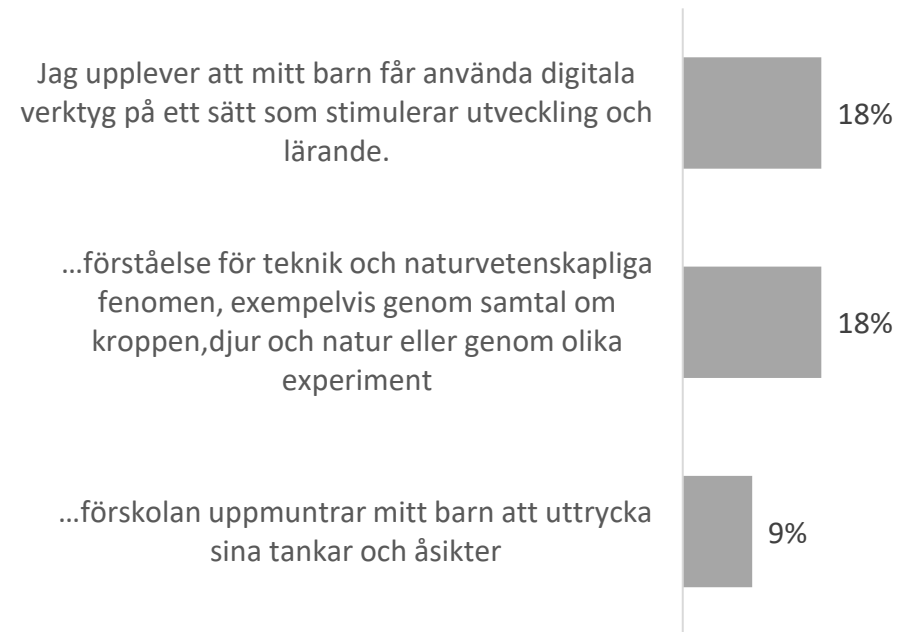 Jag upplever att mitt barn får använda digitala
verktyg på ett sätt som stimulerar utveckling och
lärande.
18%
…förståelse för teknik och naturvetenskapliga
fenomen, exempelvis genom samtal om
kroppen,djur och natur eller genom olika
experiment
18%
…förskolan uppmuntrar mitt barn att uttrycka
sina tankar och åsikter
9%